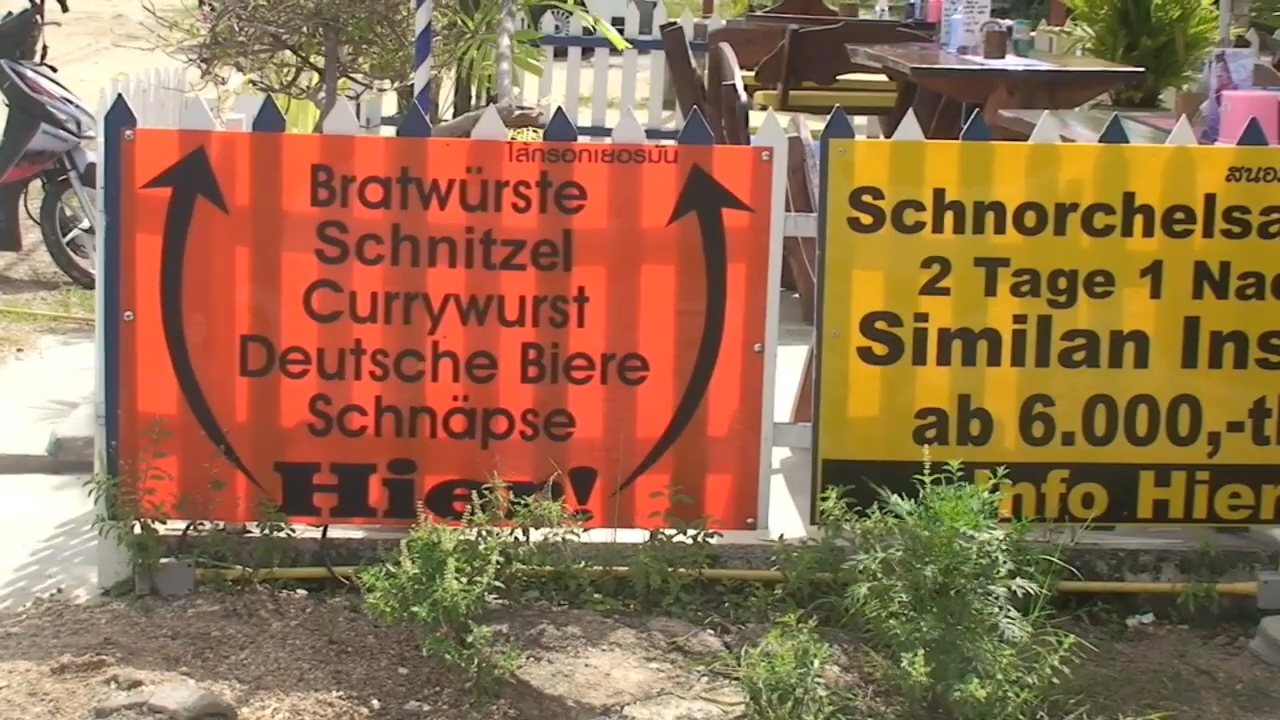 ไส้กรอกเยอรมัน
Bratwürste
Schnitzel
Currywurst
Deutsche Biere
Schnäpse
Hier!
Schnorchelsa
2 Tage 1 Na
Similan Ins
ab 6.000,-t
Info Hier